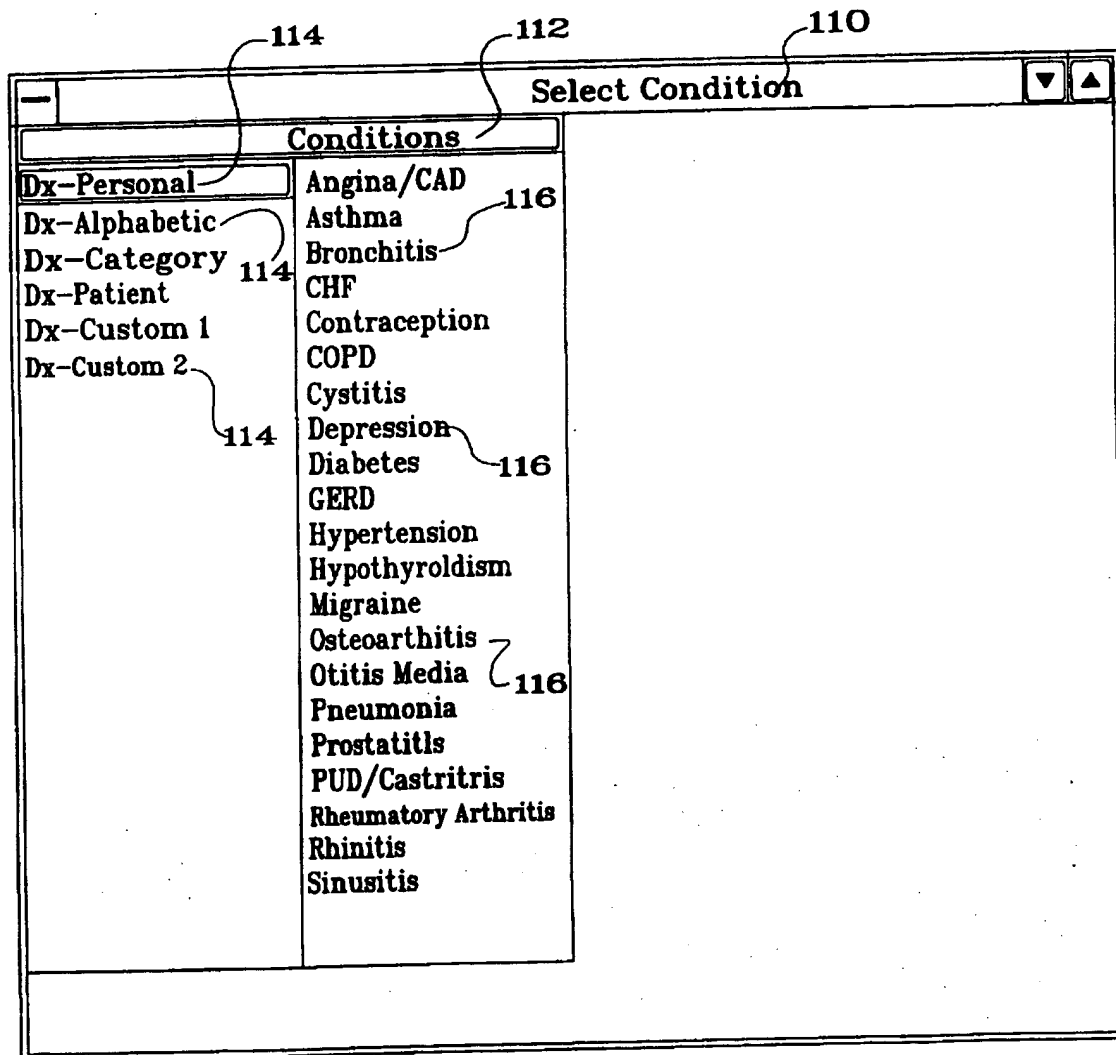 114
112
110
Select Condition
Conditions
Dx-Personal
Dx-Alphabetic
114
Dx-Category
Dx-Patient
Dx-Custom 1
Dx-Custom 2
114
Angina/CAD
116
Asthma
Bronchitis
CHF
Contraception
COPD
Cystitis
Depression
Diabetes
116
GERD
Hypertension
Hypothyroldism
Migraine
Osteoarthitis
Otitis Media
116
Pneumonia
Prostatitls
PUD/Castritris
Rheumatory Arthritis
Rhinitis
Sinusitis